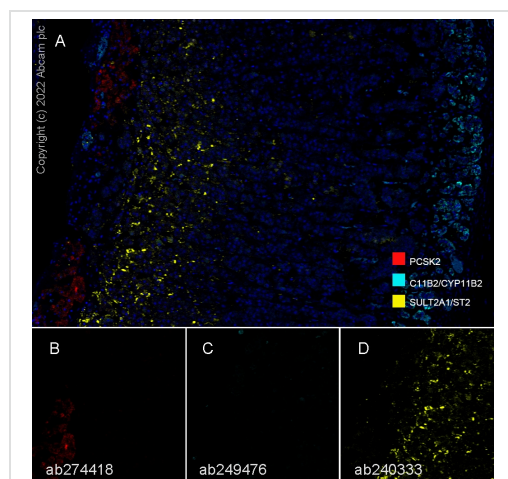 Copyright (c) 2022 Abcam plc
A
PCSK2
C11B2/CYP11B2
SULT2A1/ST2
B
C
D
ab274418
ab249476
ab240333